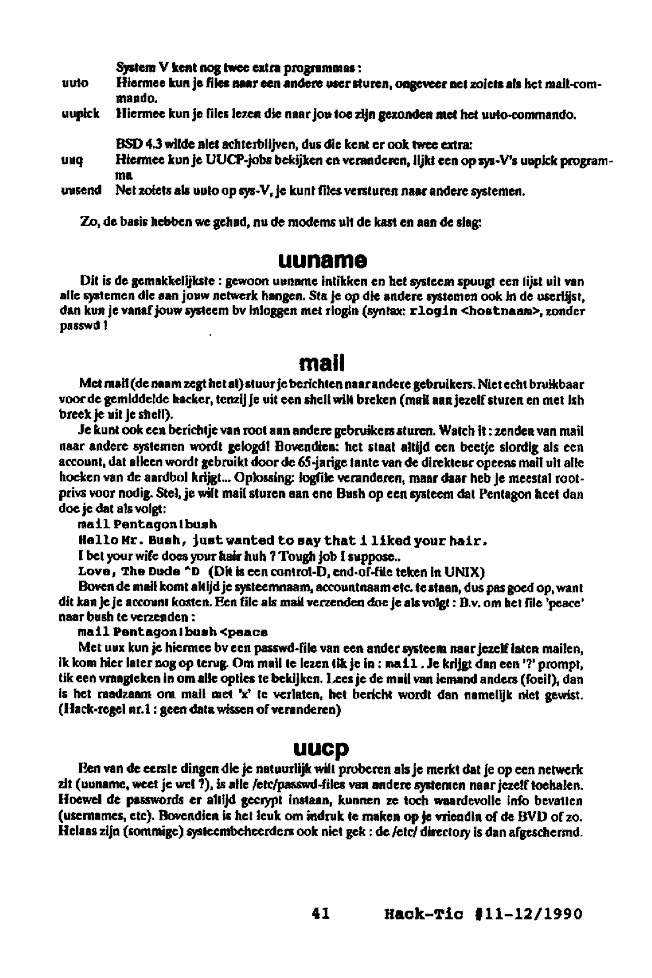 System V kent nog twee extra programmas :
uuto Hiermee kun je files naar een andere user sturen, ongeveer net zoiets als het mail-com-
mando.
uupick Hiermee kun je files lezen die naar jou toe zijn gezonden met het uuto-commando.
BSD 4.3 wilde niet achterblijven, dus die kent er ook twee extra:
uuq Hiermee kun je UUCP-jobs bekijken en veranderen, lijkt een op sys-V's uupick program-
ma
uusend Net zoiets als uuto op sys-V, je kunt files versturen naar andere systemen.
Zo, de basis hebben we gehad, nu de modems uit de kast en aan de slag:
uuname
Dit is de gemakkelijkste : gewoon uuname intikken en het systeem spuugt een lijst uit van
alle systemen die aan jouw netwerk hangen. Sta je op die andere systemen ook in de userlijst,
dan kun je vanaf jouw systeem bv inloggen met rlogin (syntax: rlogin <hostnaam>, zonder
passwd !
mail
Met mail (de naam zegt het al) stuur je berichten naar andere gebruikers. Niet echt bruikbaar
voor de gemiddelde hacker, tenzij je uit een shell wilt breken (mail aan jezelf sturen en met !sh
breek je uit je shell).
Je kunt ook een berichtje van root aan andere gebruikers sturen. Watch it : zenden van mail
naar andere systemen wordt gelogd! Bovendien: het staat altijd een beetje slordig als een
account, dat alleen wordt gebruikt door de 65-jarige tante van de direkteur opeens mail uit alle
hoeken van de aardbol krijgt... Oplossing: logfile veranderen, maar daar heb je meestal root-
privs voor nodig. Stel, je wilt mail sturen aan ene Bush op een systeem dat Pentagon heet dan
doe je dat als volgt:
mail Pentagon!bush
Hello Mr. Bush, just wanted to say that i liked your hair.
I bet your wife does your hair huh ? Tough job I suppose..
Love, The Dude ^D (Dit is een control-D, end-of-file teken in UNIX)
Boven de mail komt altijd je systeemnaam, accountnaam etc. te staan, dus pas goed op, want
dit kan je je account kosten. Een file als mail verzenden doe je als volgt : B.v. om het file 'peace'
naar bush te verzenden :
mail Pentagon!bush <peace
Met uux kun je hiermee bv een passwd-file van een ander systeem naar jezelf laten mailen,
ik kom hier later nog op terug. Om mail te lezen tik je in : mail . Je krijgt dan een '?' prompt,
tik een vraagteken in om alle opties te bekijken. Lees je de mail van iemand anders (foei!), dan
is het raadzaam om mail met 'x' te verlaten, het bericht wordt dan namelijk niet gewist.
(Hack-regel nr.1 : geen data wissen of veranderen)
uucp
Een van de eerste dingen die je natuurlijk wilt proberen als je merkt dat je op een netwerk
zit (uuname, weet je wel ?), is alle /etc/passwd-files van andere systemen naar jezelf toehalen.
Hoewel de passwords er altijd gecrypt instaan, kunnen ze toch waardevolle info bevatten
(usernames, etc). Bovendien is het leuk om indruk te maken op je vriendin of de BVD of zo.
Helaas zijn (sommige) systeembeheerders ook niet gek : de /etc/ directory is dan afgeschermd.
41 Hack-Tic #11-12/1990